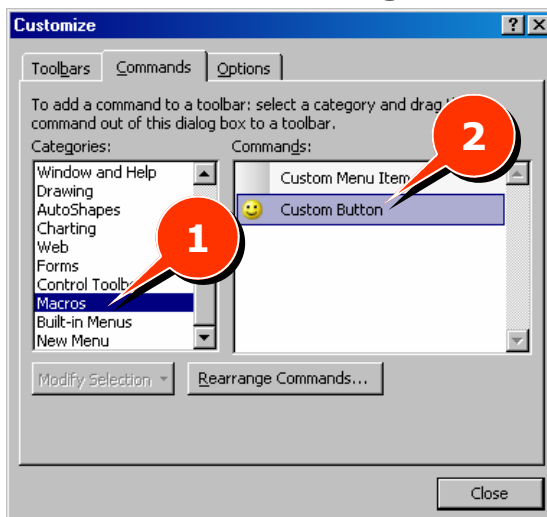 Customize
Toolbars Commands Options
To add a command to a toolbar: select a category and drag
command out of this dialog box to a toolbar.
Categories:
Commands:
Window and Help
Drawing
AutoShapes
Charting
Web
Forms
Control
Macros
Built-in Menus
New Menu
Custom Menu Item
Custom Button
1
2
Modify Selection
Rearrange Commands...
Close